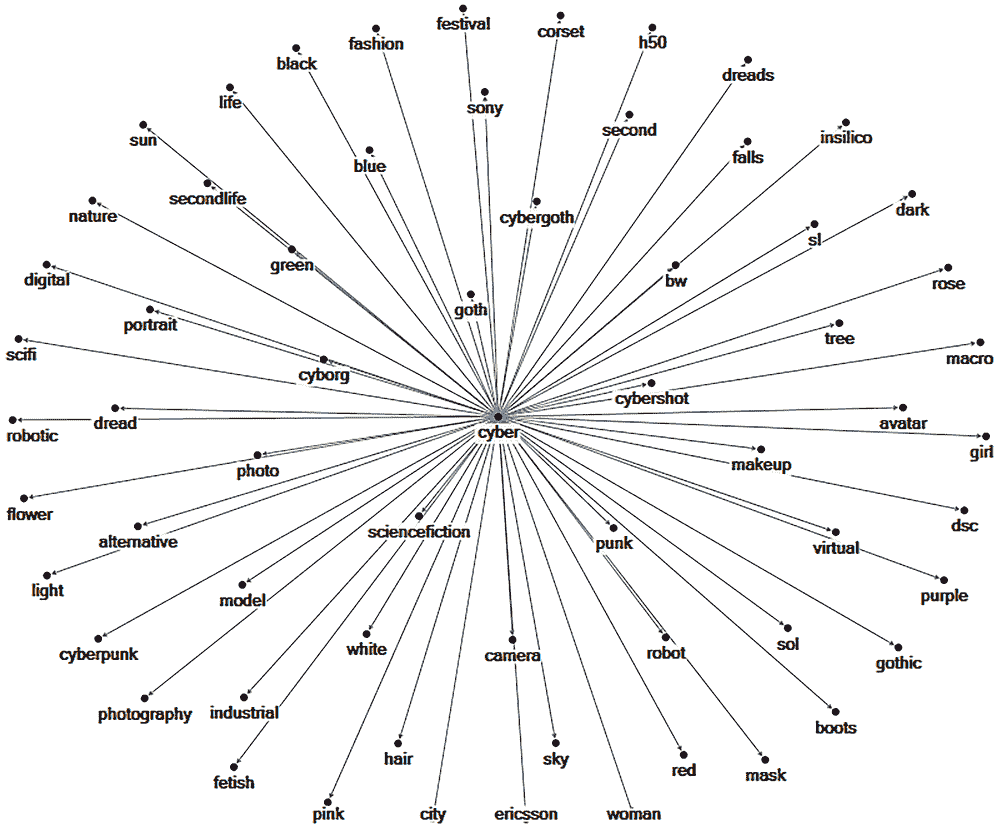 festival
corset
fashion
h50
black
dreads
life
sony
second
sun
insilico
blue
falls
secondlife
nature
cybergoth
dark
sl
green
digital
bw
rose
goth
portrait
tree
scifi
macro
cyborg
cybershot
dread
avatar
robotic
cyber
girl
photo
makeup
flower
dsc
sciencefiction
alternative
punk
virtual
light
model
purple
white
sol
cyberpunk
camera
robot
gothic
photography
industrial
boots
hair
sky
red
mask
fetish
pink
city
ericsson
woman